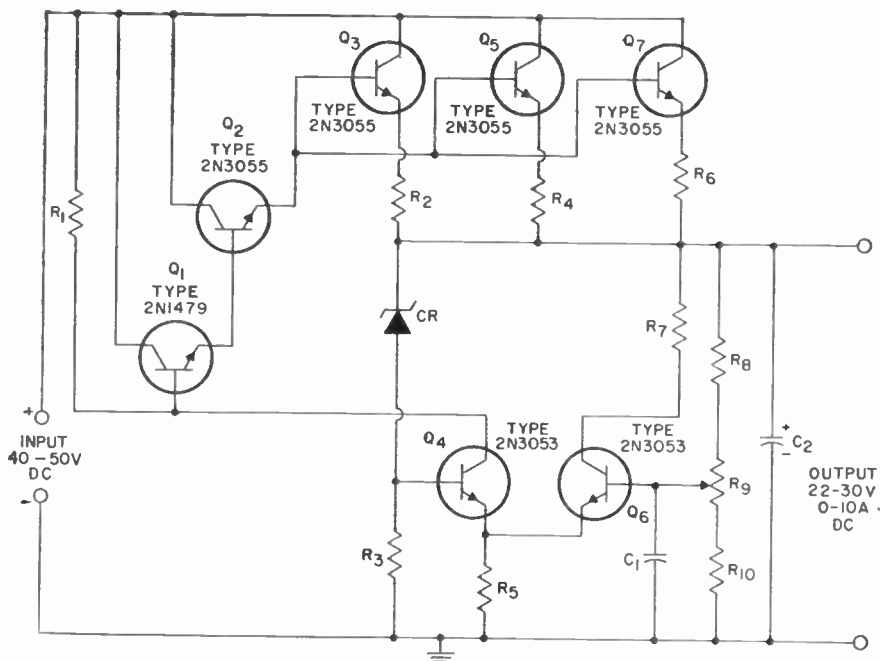 Q3
Q5
Q7
TYPE
2N3055
TYPE
2N3055
TYPE
2N3055
Q2
TYPE
2N3055
R1
R2
R4
R6
Q1
TYPE
2N1479
CR
R7
R8
+
INPUT
40-50V
DC
-
Q4
TYPE
2N3053
TYPE
2N3053
Q6
R9
+
-
C2
OUTPUT
22-30V
0-10A
DC
R3
R5
C1
R10